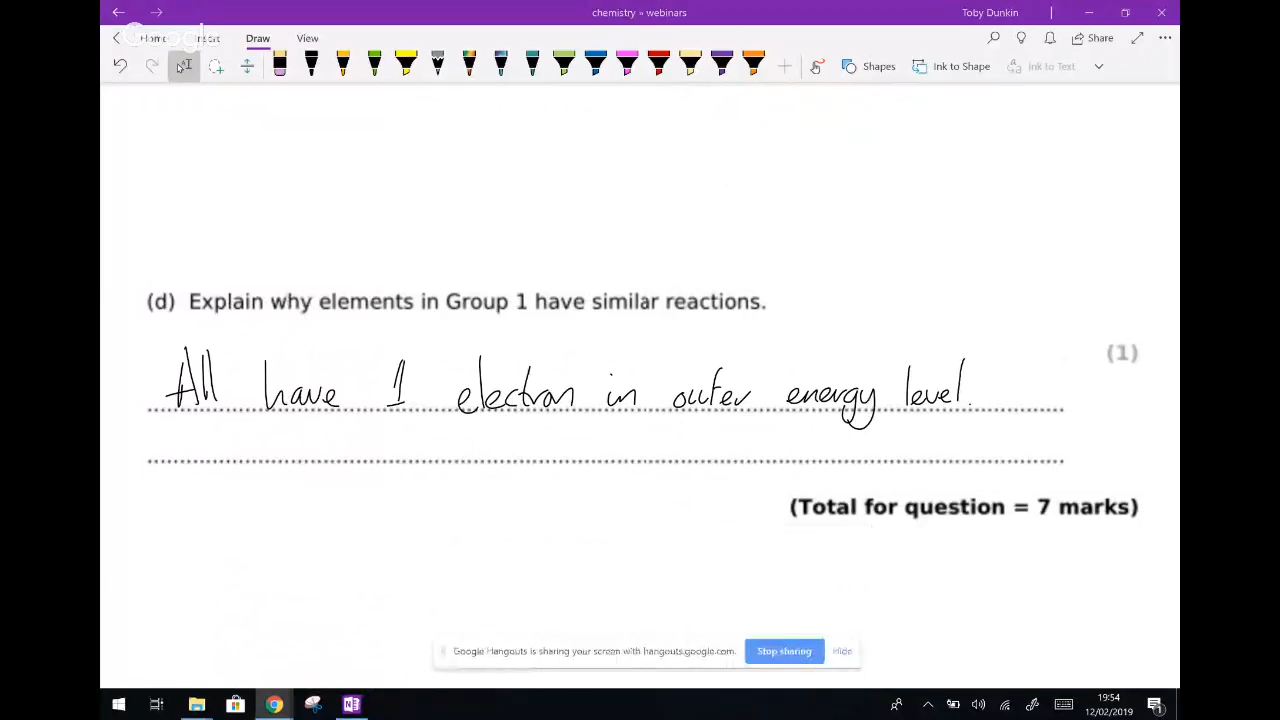 chemistry » webinars
Toby Dunkin
Google
Home Insert Draw View
Share
Shapes Ink to Shape Ink to Text
(d) Explain why elements in Group 1 have similar reactions.
(1)
All have 1 electron in outer energy level.
(Total for question = 7 marks)
Google Hangouts is sharing your screen with hangouts.google.com. Stop sharing Hide
19:54
12/02/2019